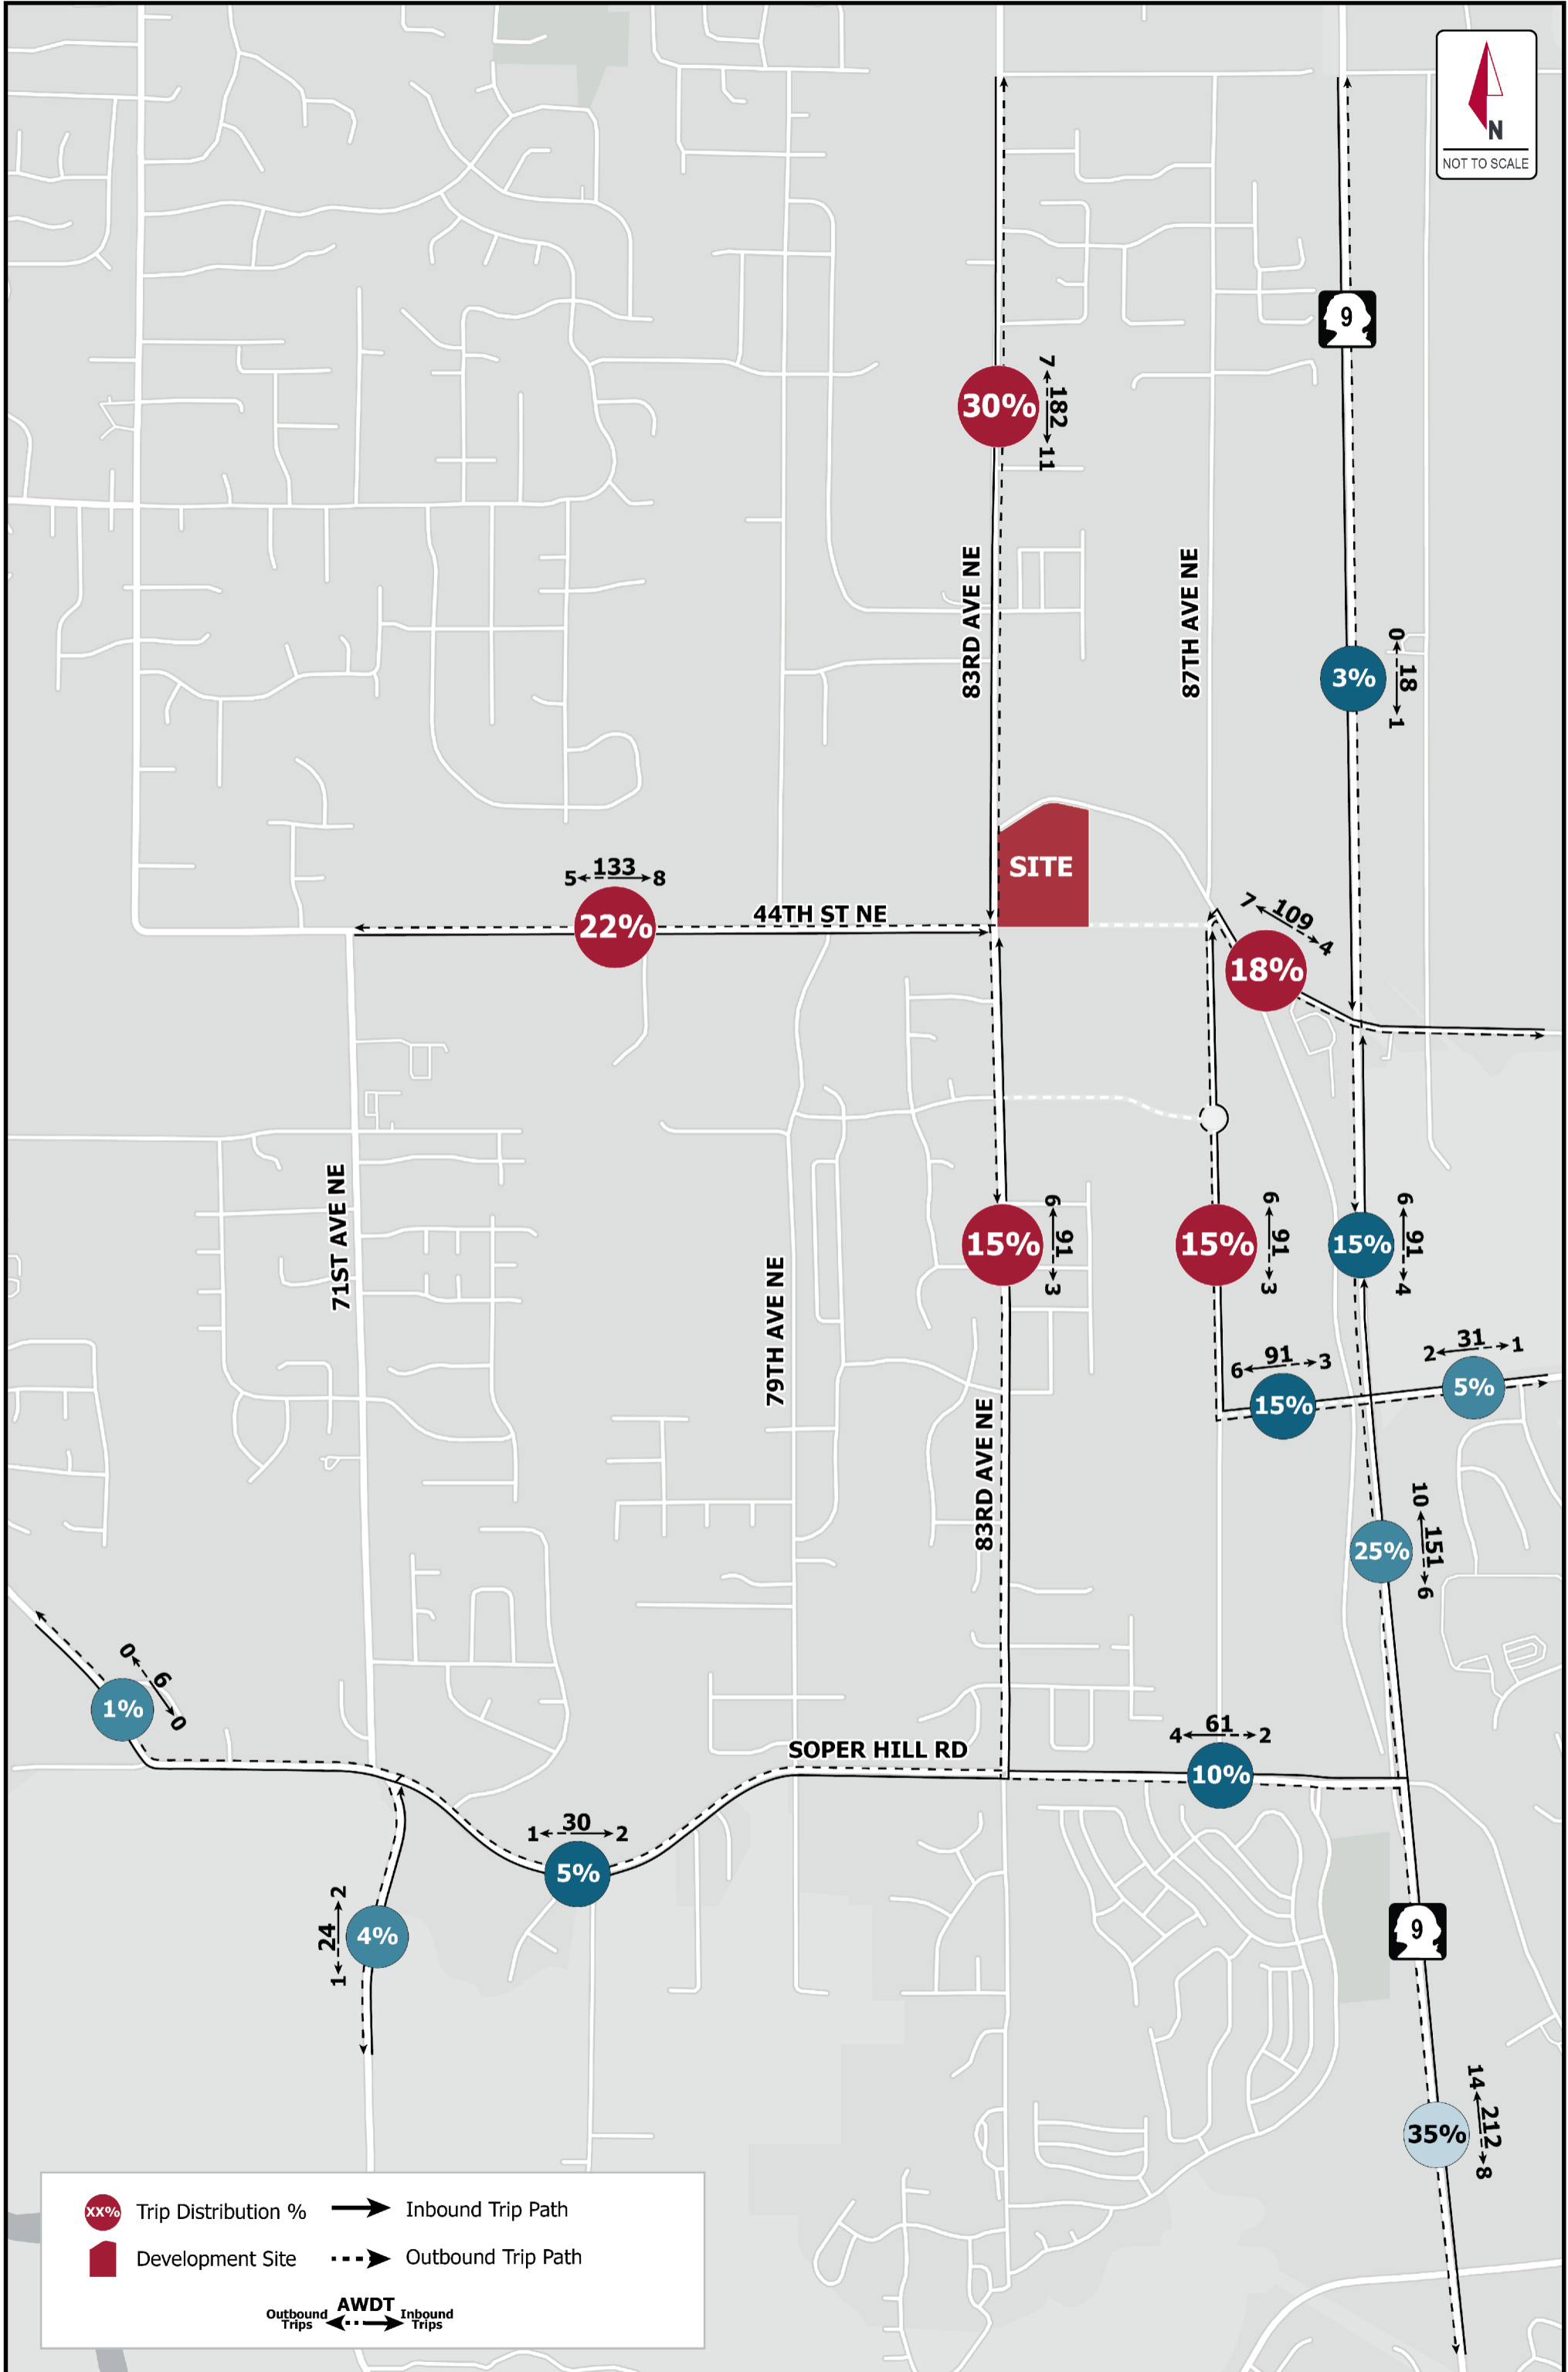 N
NOT TO SCALE
9
7
182
11
30%
83RD AVE NE
87TH AVE NE
0
18
1
3%
SITE
5 133 8
22%
44TH ST NE
7 109 4
18%
71ST AVE NE
79TH AVE NE
6
91
3
15%
6
91
3
15%
6
91
4
15%
6 91 3
15%
2 31 1
5%
83RD AVE NE
10
151
6
25%
0
6
0
1%
SOPER HILL RD
4 61 2
10%
1 30 2
5%
2
24
1
4%
9
14
212
8
35%
XX% Trip Distribution %
Inbound Trip Path
Development Site
Outbound Trip Path
AWDT
Outbound Trips
Inbound Trips